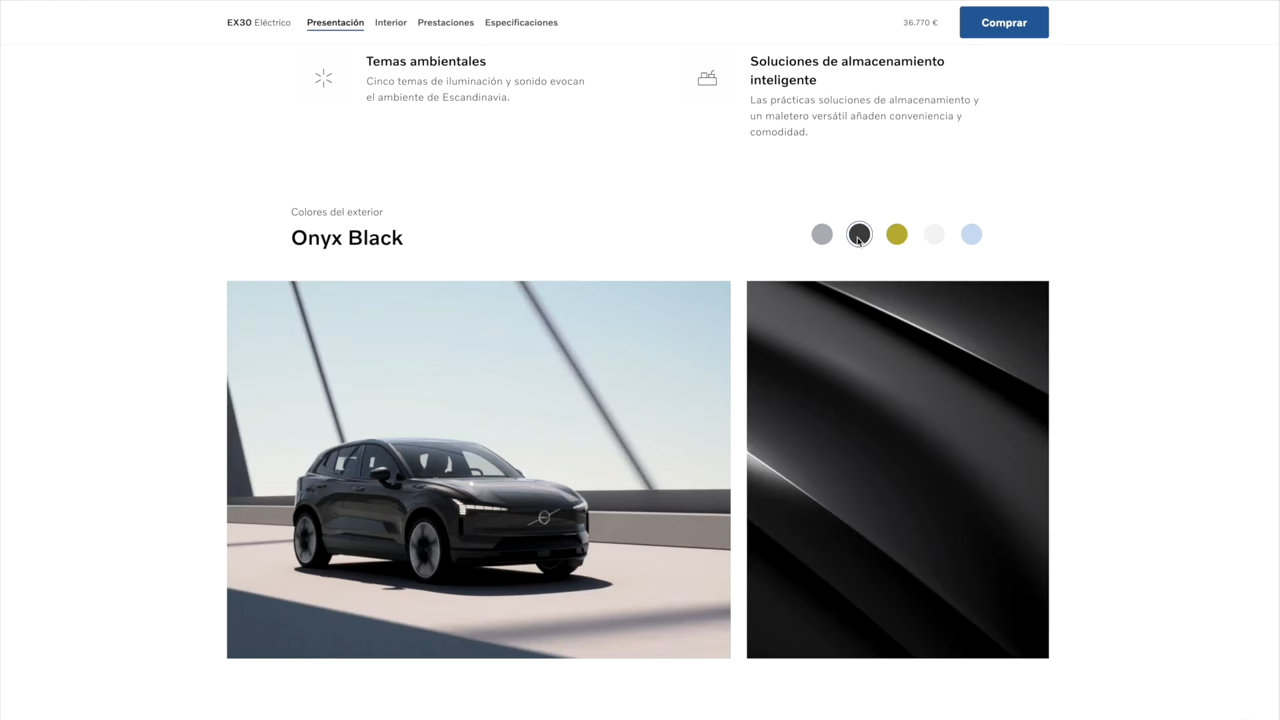 EX30 Eléctrico Presentación Interior Prestaciones Especificaciones 36.770 € Comprar
Temas ambientales
Cinco temas de iluminación y sonido evocan
el ambiente de Escandinavia.
Soluciones de almacenamiento
inteligente
Las prácticas soluciones de almacenamiento y
un maletero versátil añaden conveniencia y
comodidad.
Colores del exterior
Onyx Black